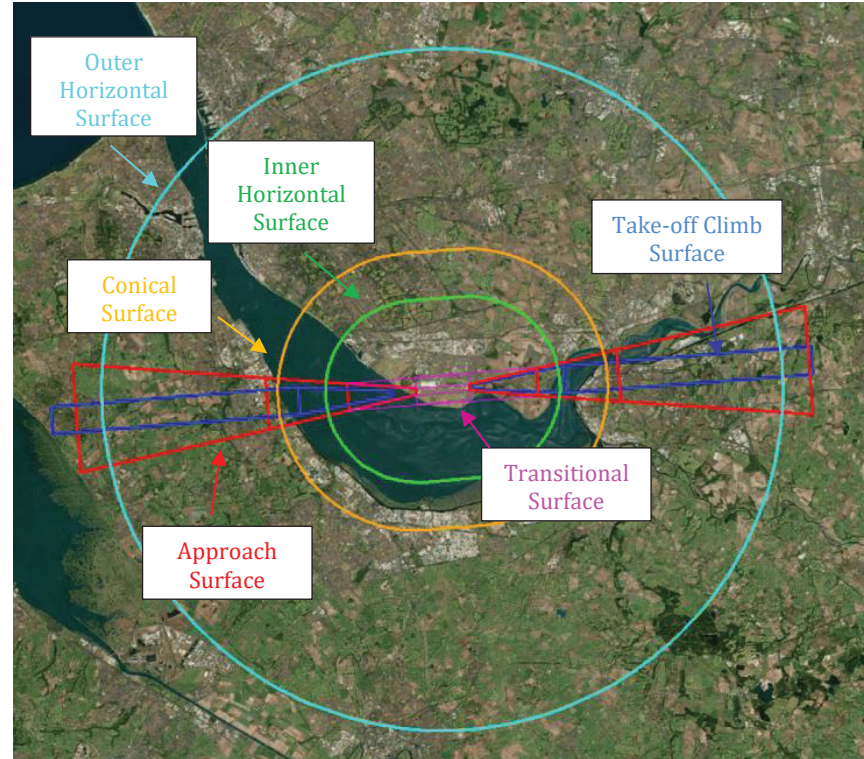 Outer
Horizontal
Surface
Inner
Horizontal
Surface
Take-off Climb
Surface
Conical
Surface
Transitional
Surface
Approach
Surface